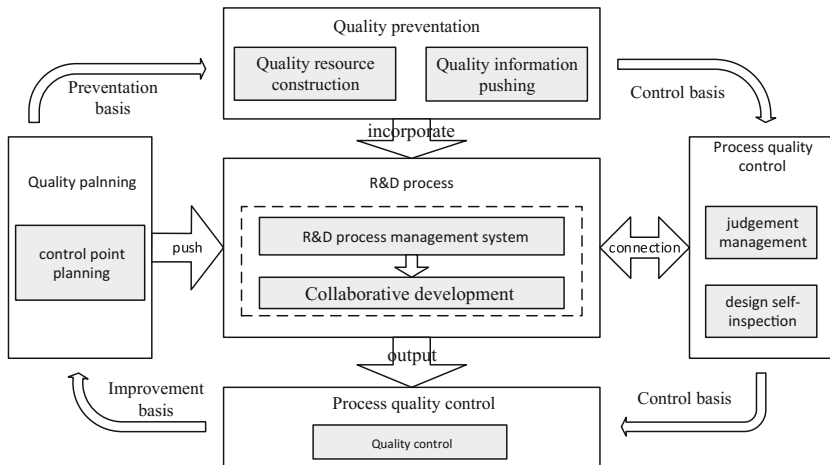 Quality preventation
Quality resource
construction
Quality information
pushing
Preventation
basis
Control basis
incorporate
Quality palnning
control point
planning
push
R&D process
R&D process management system
Collaborative development
connection
Process quality
control
judgement
management
design self-
inspection
output
Improvement
basis
Process quality control
Quality control
Control basis